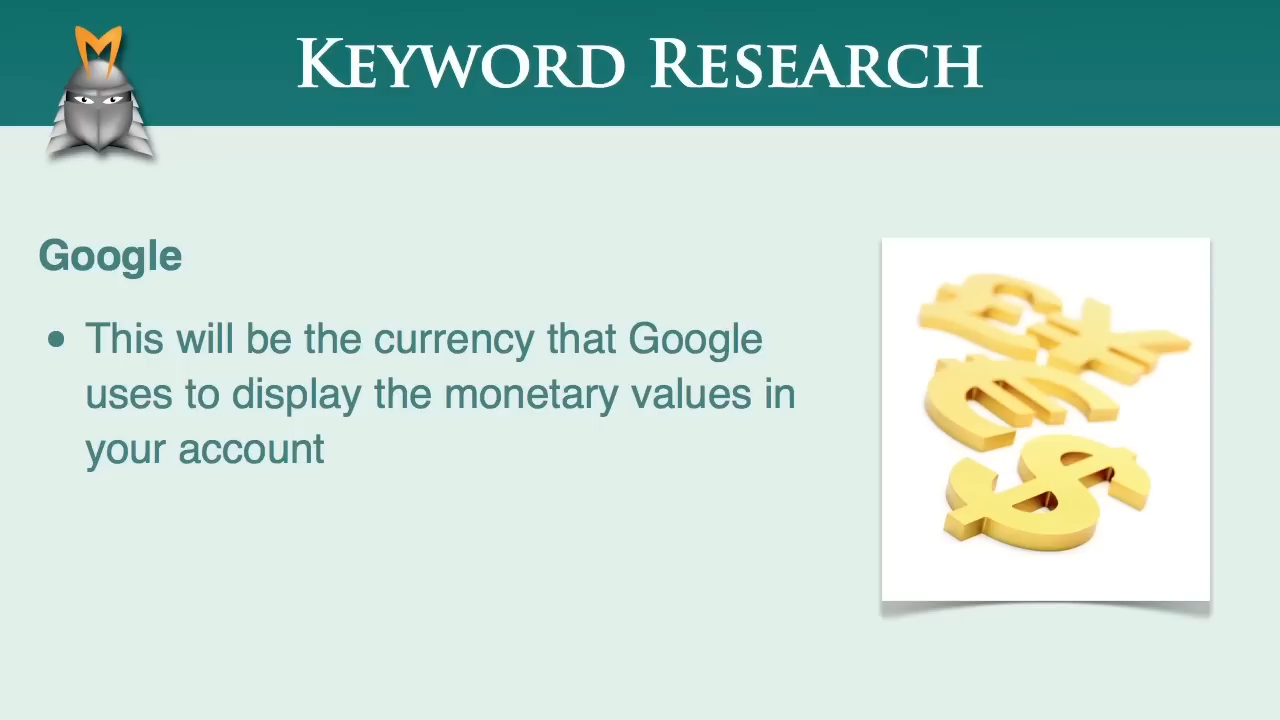 KEYWORD RESEARCH
Google
• This will be the currency that Google
uses to display the monetary values in
your account